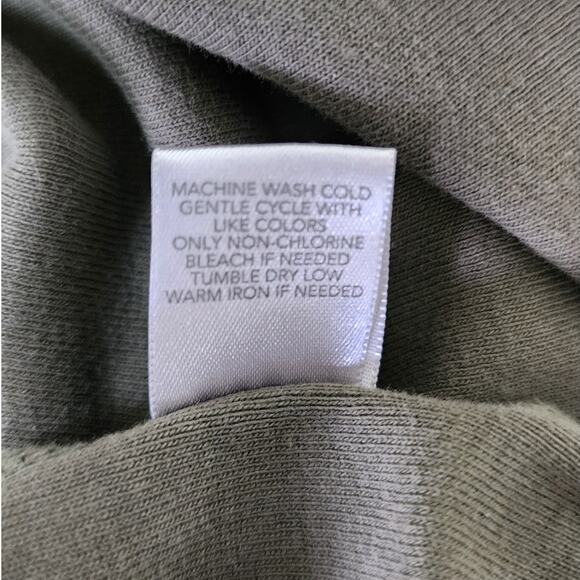 MACHINE WASH COLD
GENTLE CYCLE WITH
LIKE COLORS
ONLY NON-CHLORINE
BLEACH IF NEEDED
TUMBLE DRY LOW
WARM IRON IF NEEDED